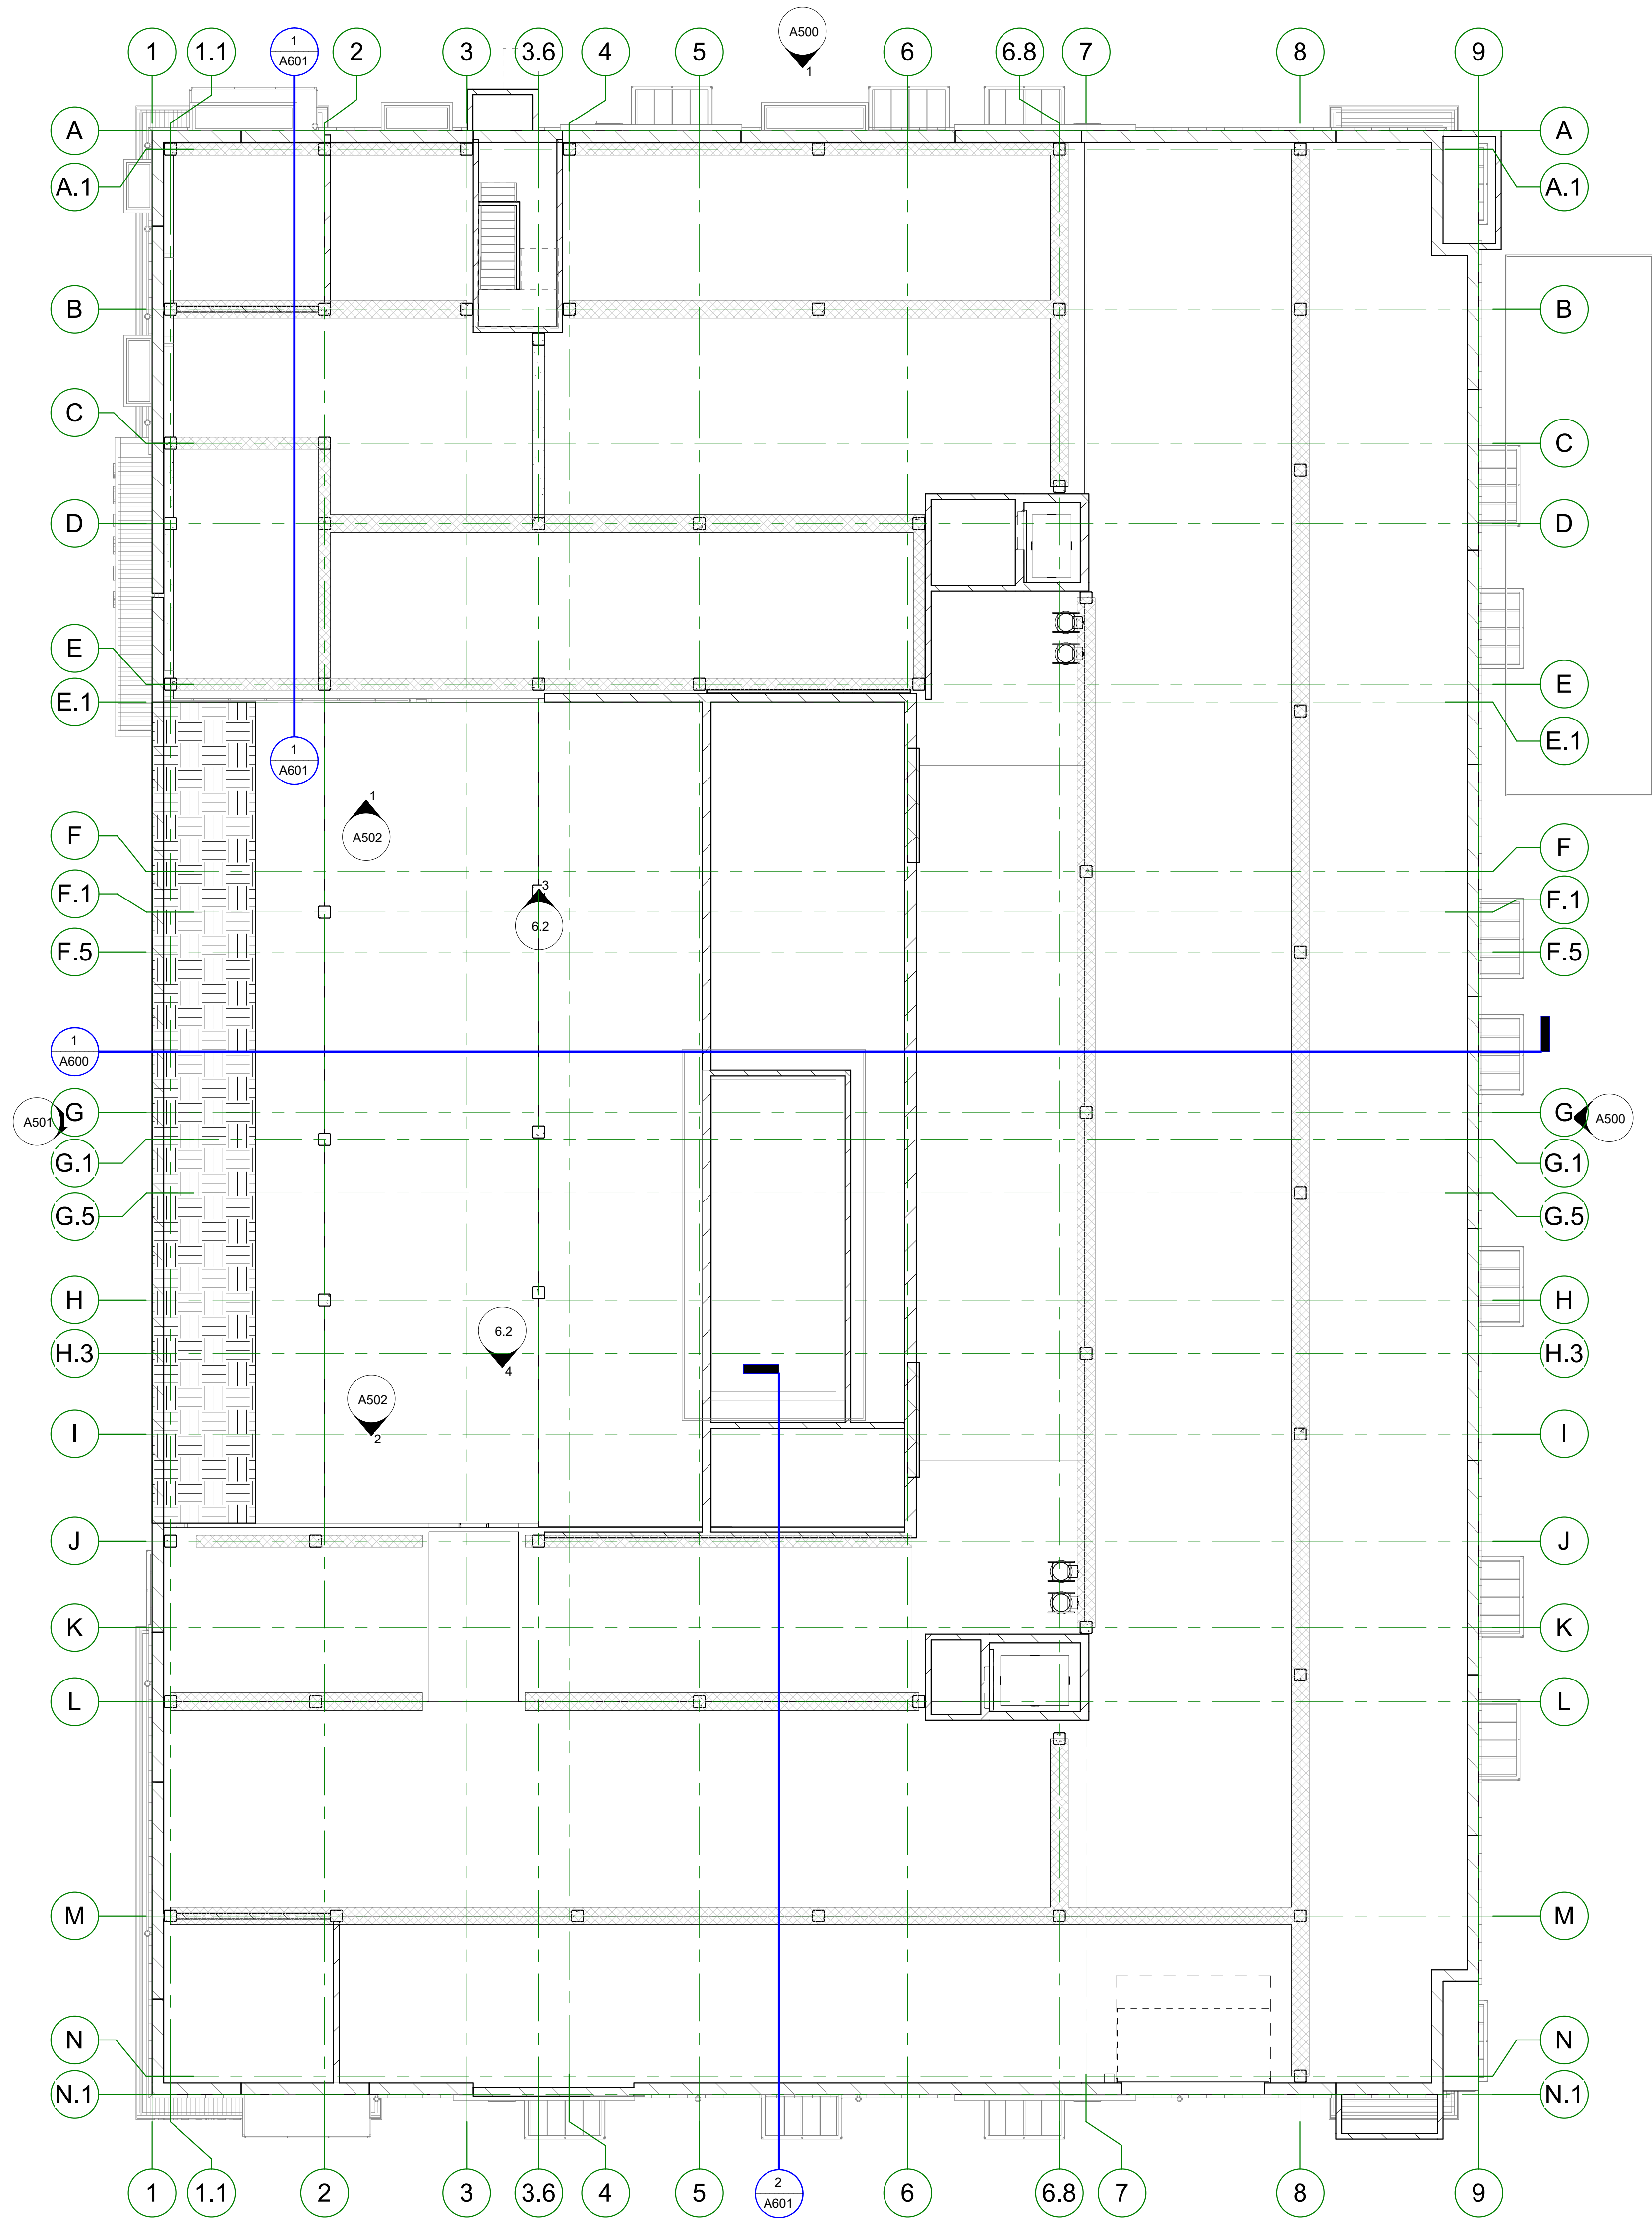 A500
1
1 1.1 1 2 3 3.6 4 5 6 6.8 7 8 9
A601
A A
A.1 A.1
B B
C C
D D
E E
E.1 E.1
1
A601
1
A502
F F
F.1 F.1
3
6.2
F.5 F.5
1
A600
A501 G G A500
G.1 G.1
G.5 G.5
H H
6.2
4
H.3 H.3
A502
2
I I
J J
K K
L L
M M
N N
N.1 N.1
1 1.1 2 3 3.6 4 5 2 6 6.8 7 8 9
A601